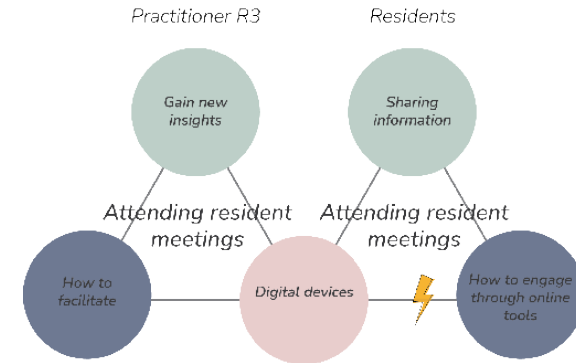 Practitioner R3
Residents
Gain new
insights
Sharing
information
Attending resident
meetings
Attending resident
meetings
How to
facilitate
Digital devices
How to engage
through online
tools